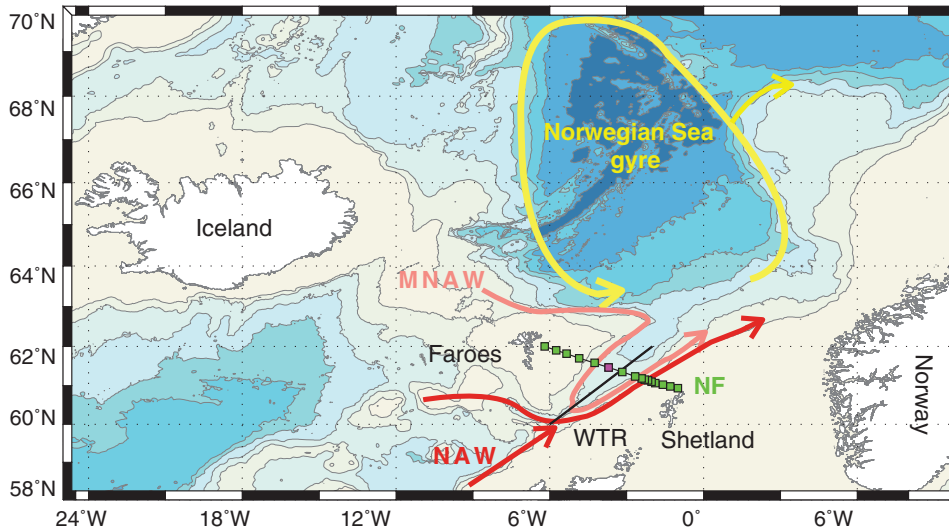 70°N
68°N
66°N
64°N
62°N
60°N
58°N
Norwegian Sea
gyre
Iceland
MNAW
Faroes
NF
NAW
WTR
Shetland
Norway
24°W
18°W
12°W
6°W
0°
6°W